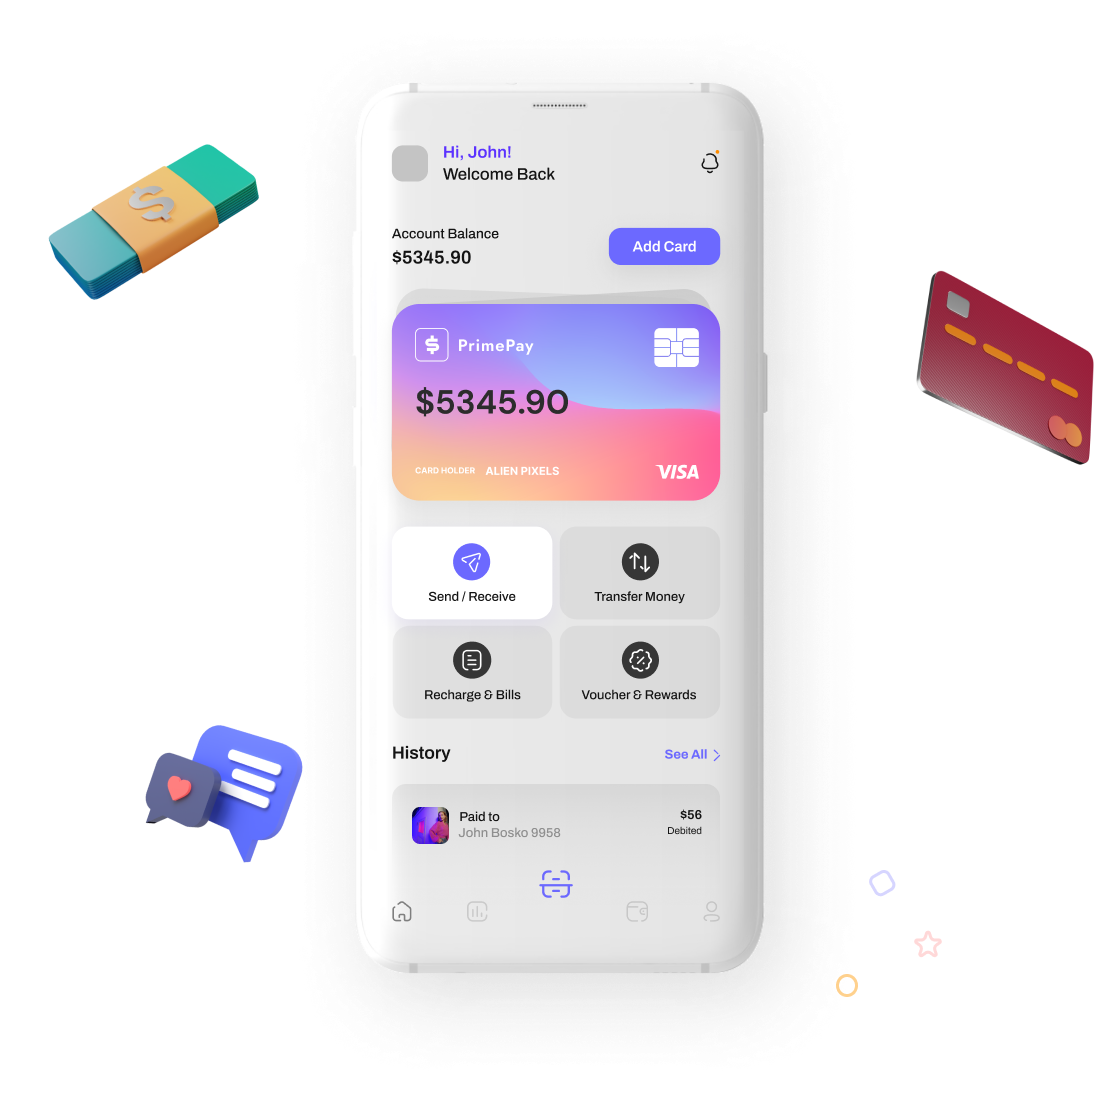 Hi, John!
Welcome Back
Account Balance
$5345.90
Add Card
$ PrimePay
$5345.90
CARD HOLDER ALIEN PIXELS
VISA
Send / Receive
Transfer Money
Recharge & Bills
Voucher & Rewards
History
See All
Paid to
John Bosko 9958
$56
Debited
$